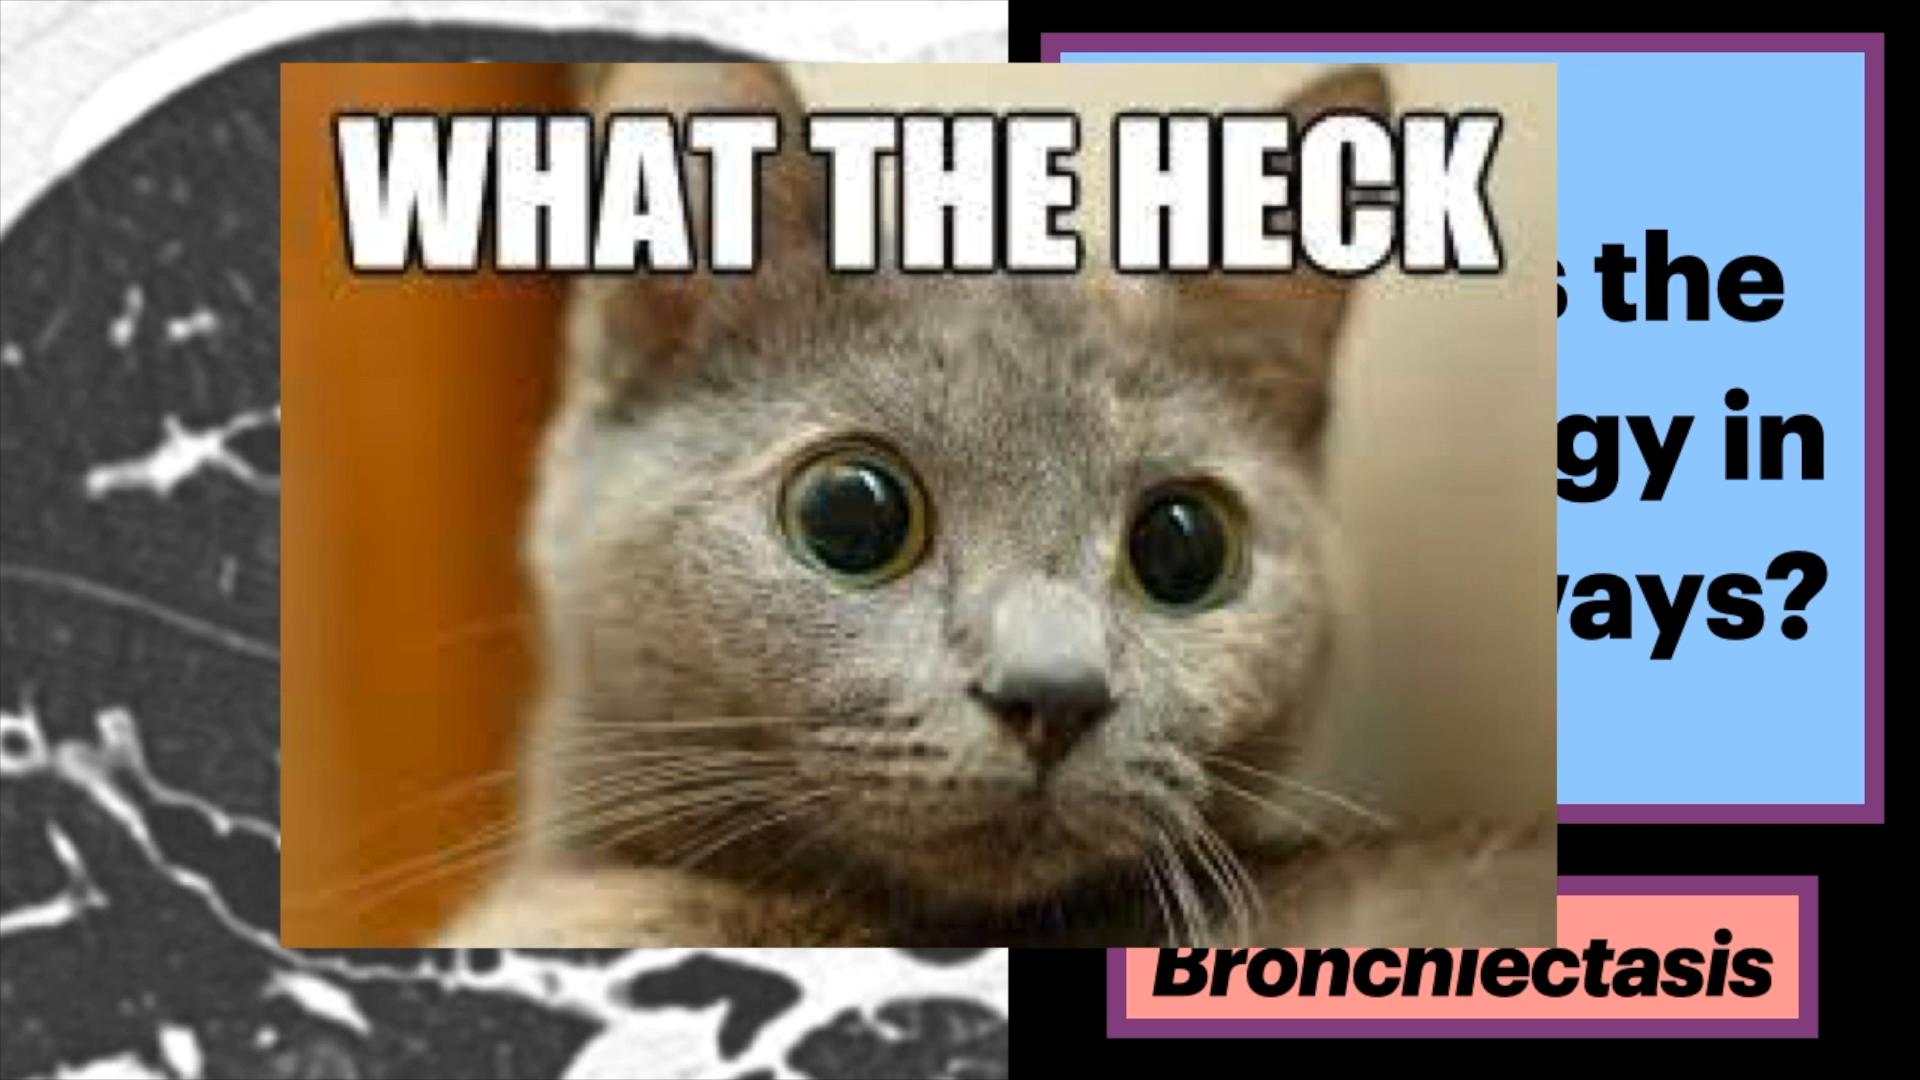 WHAT THE HECK
the
gy in
ays?
Bronchiectasis